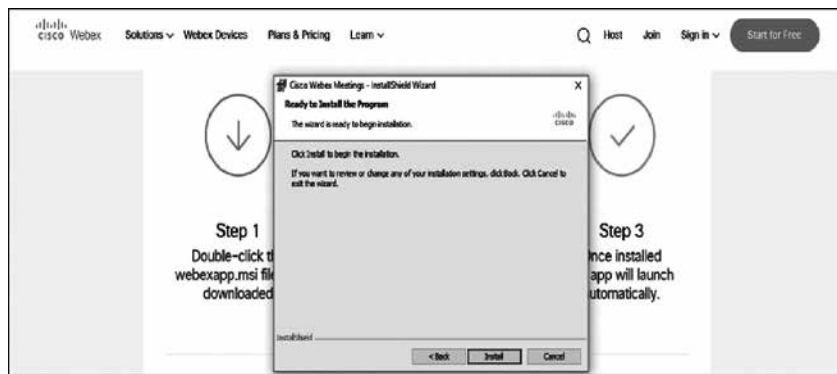 cisco Webex Solutions Webex Devices Plans & Pricing Learn Host Join Sign in Start for Free
Cisco Webex Meetings - InstallShield Wizard X
Ready to Install the Program
The wizard is ready to begin installation.
CISCO
Click Install to begin the installation.
If you want to review or change any of your installation settings, click Back. Click Cancel to
exit the wizard.
Step 1
Double-click
webexapp.msi
downloaded
Step 3
nce installed
app will launch
utomatically.
InstallShield
< Back Install Cancel